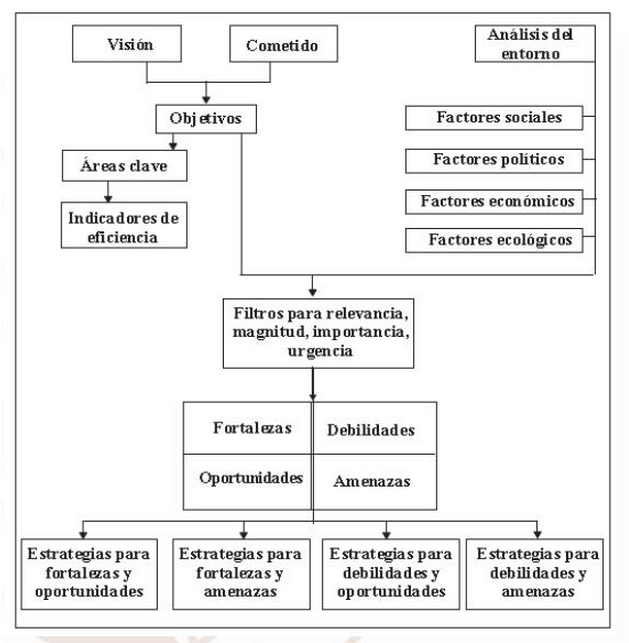 Visión
Cometido
Análisis del
entorno
Objetivos
Factores sociales
Áreas clave
Factores políticos
Indicadores de
eficiencia
Factores económicos
Factores ecológicos
Filtros para relevancia,
magnitud, importancia,
urgencia
Fortalezas
Debilidades
Oportunidades
Amenazas
Estrategias para
fortalezas y
oportunidades
Estrategias para
fortalezas y
amenazas
Estrategias para
debilidades y
oportunidades
Estrategias para
debilidades y
amenazas